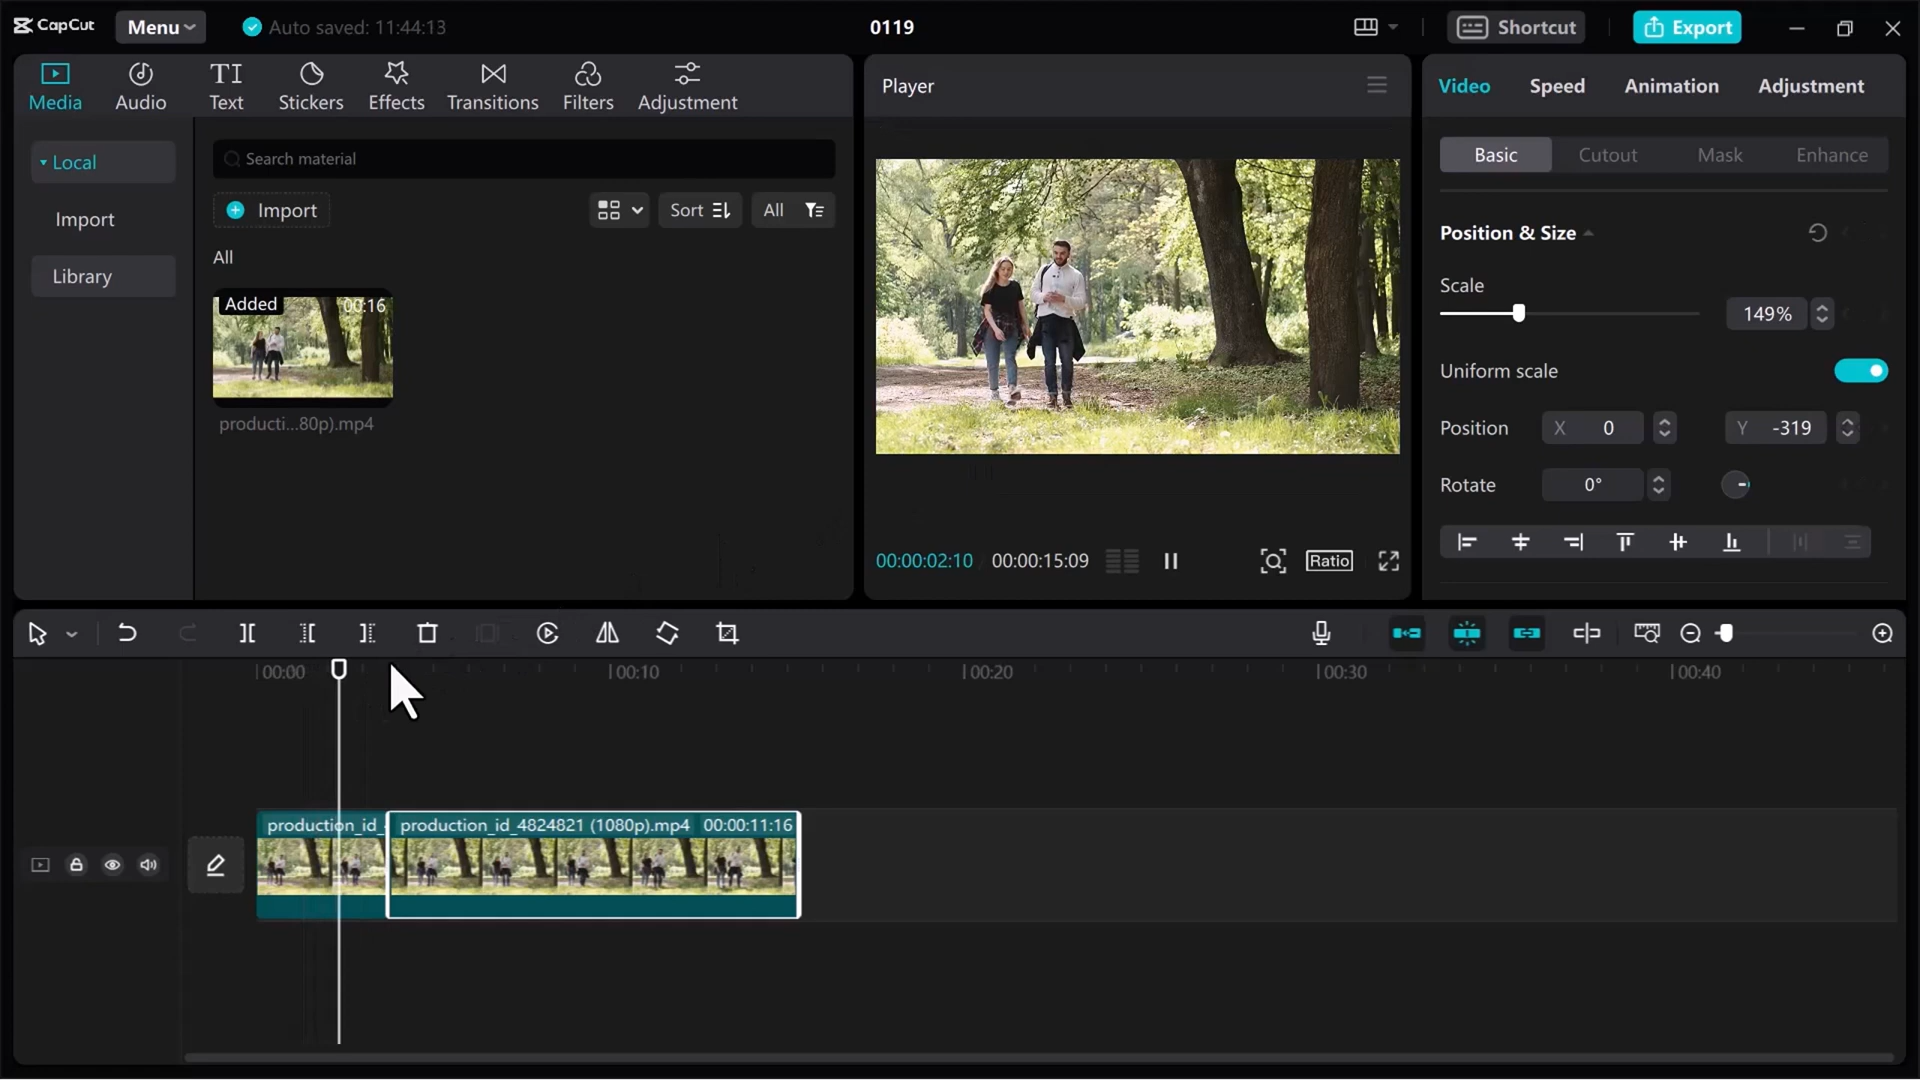 CapCut
Menu
Auto saved: 11:44:13
0119
Shortcut
Export
Media
Audio
TI
Text
Stickers
Effects
Transitions
Filters
Adjustment
Local
Import
Library
Search material
Import
Sort
All
All
Added
00:16
producti...80p).mp4
Player
00:00:02:10
00:00:15:09
Ratio
Video
Speed
Animation
Adjustment
Basic
Cutout
Mask
Enhance
Position & Size
Scale
149%
Uniform scale
Position
X 0
Y -319
Rotate
0°
00:00
00:10
00:20
00:30
00:40
production_id_
production_id_4824821 (1080p).mp4
00:00:11:16